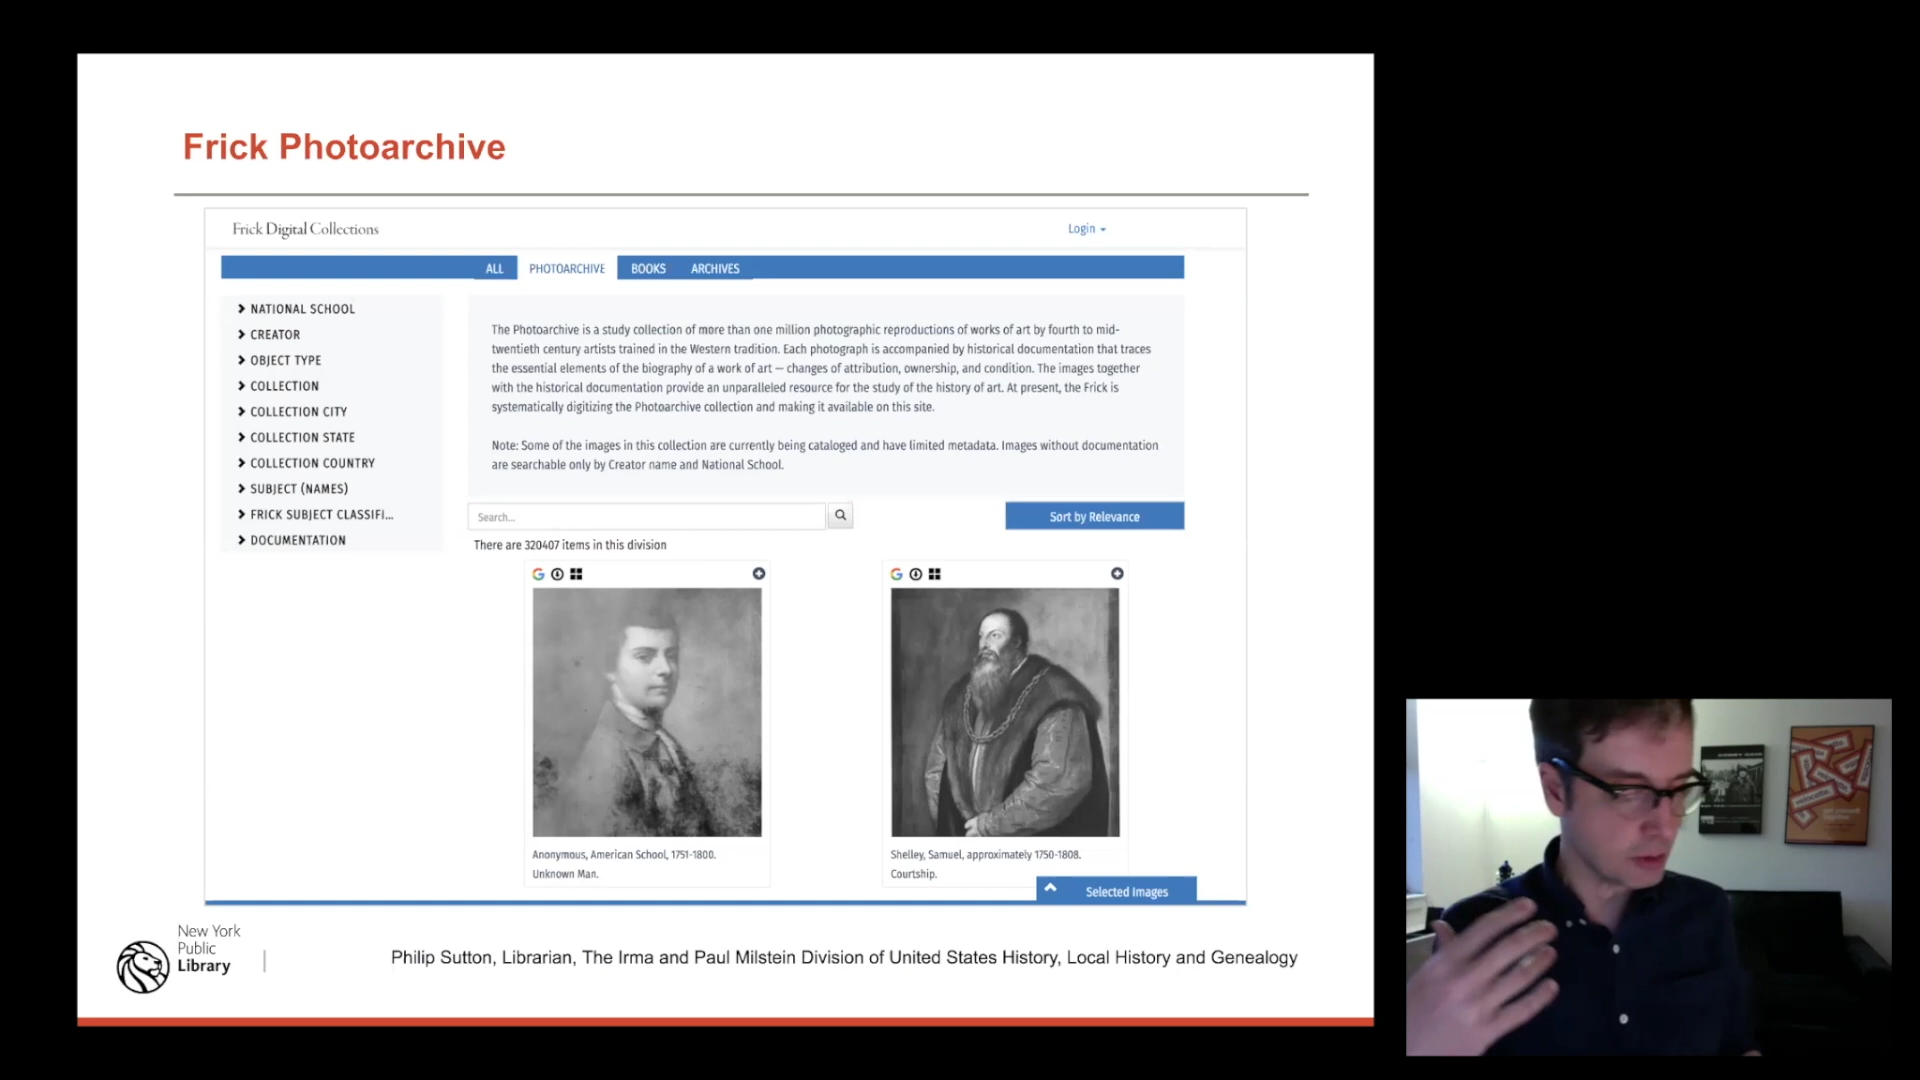 Frick Photoarchive
Frick Digital Collections
Login
ALL
PHOTOARCHIVE
BOOKS
ARCHIVES
NATIONAL SCHOOL
CREATOR
OBJECT TYPE
COLLECTION
COLLECTION CITY
COLLECTION STATE
COLLECTION COUNTRY
SUBJECT (NAMES)
FRICK SUBJECT CLASSIFI...
DOCUMENTATION
The Photoarchive is a study collection of more than one million photographic reproductions of works of art by fourth to mid-
twentieth century artists trained in the Western tradition. Each photograph is accompanied by historical documentation that traces
the essential elements of the biography of a work of art — changes of attribution, ownership, and condition. The images together
with the historical documentation provide an unparalleled resource for the study of the history of art. At present, the Frick is
systematically digitizing the Photoarchive collection and making it available on this site.
Note: Some of the images in this collection are currently being cataloged and have limited metadata. Images without documentation
are searchable only by Creator name and National School.
Search...
Sort by Relevance
There are 320407 items in this division
Anonymous, American School, 1751-1800.
Unknown Man.
Shelley, Samuel, approximately 1750-1808.
Courtship.
Selected Images
New York
Public
Library
Philip Sutton, Librarian, The Irma and Paul Milstein Division of United States History, Local History and Genealogy